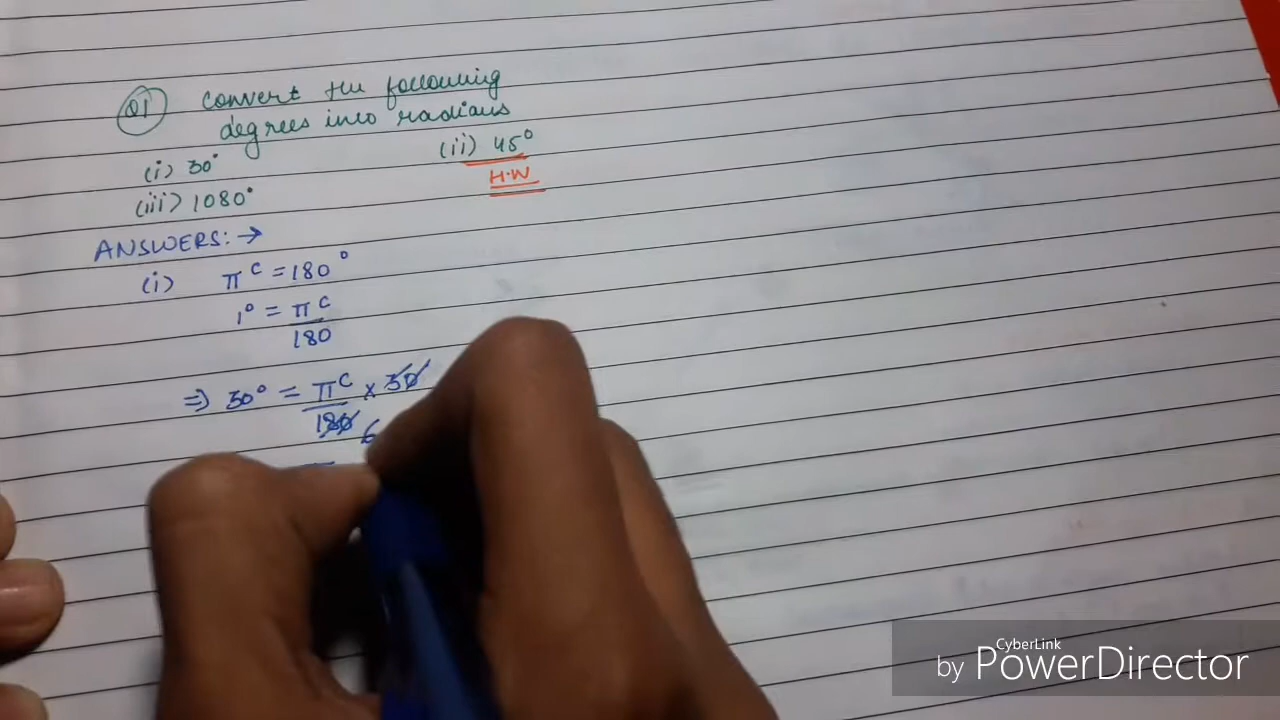 Q1 Convert the following
degrees into radians
(i) 30° (ii) 45°
H.W
(iii) 1080°
ANSWERS: →
(i) π^c = 180°
1° = π^c
180
⇒ 30° = π^c × 30
180 6
CyberLink
by PowerDirector